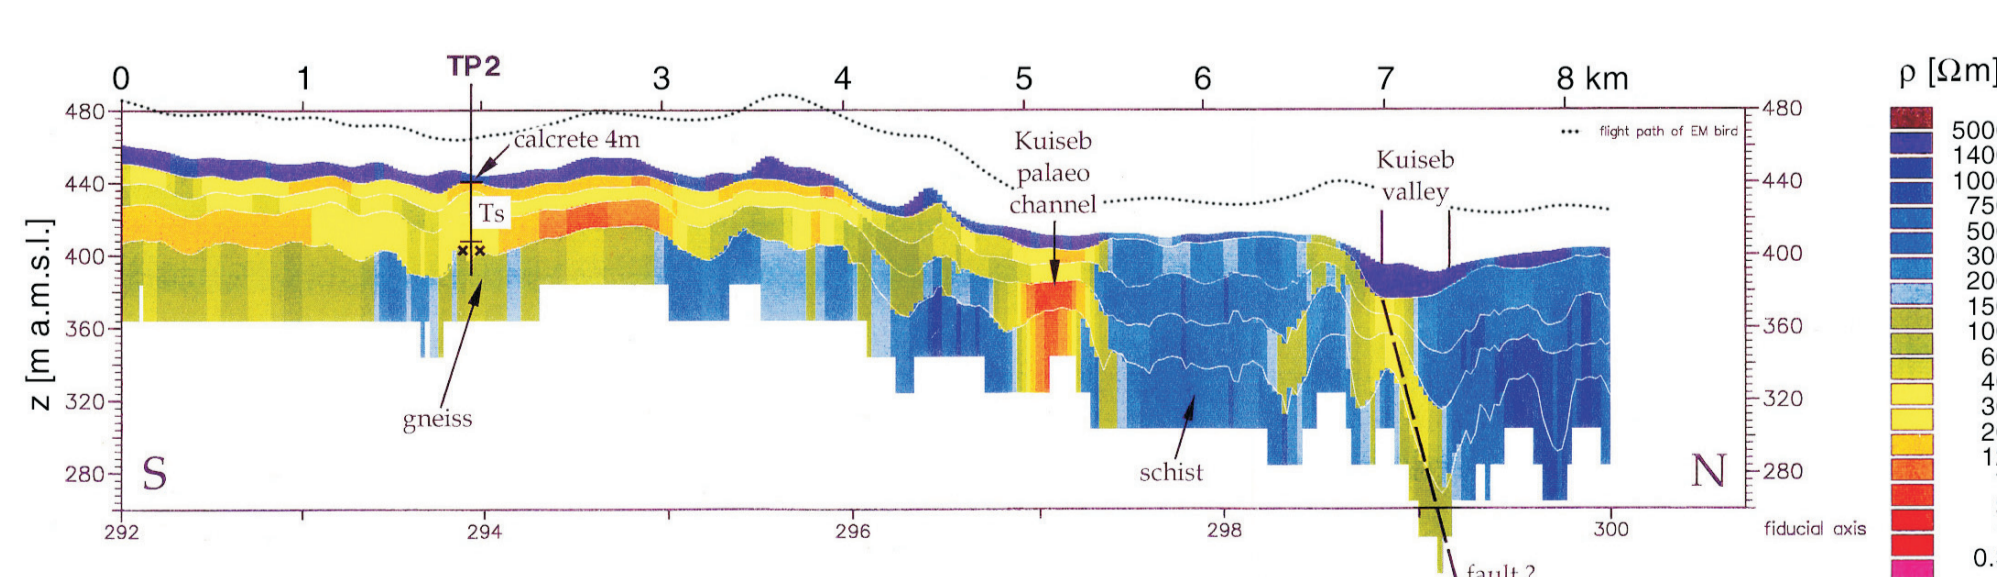 TP2
0 1 3 4 5 6 7 8 km
ρ [Ωm]
480
440
400
360
320
280
z [m a.m.s.l.]
calcrete 4m
Ts
gneiss
S
Kuiseb
palaeo
channel
schist
Kuiseb
valley
flight path of EM bird
N
480
440
400
360
320
280
292 294 296 298 300
fiducial axis
fault ?